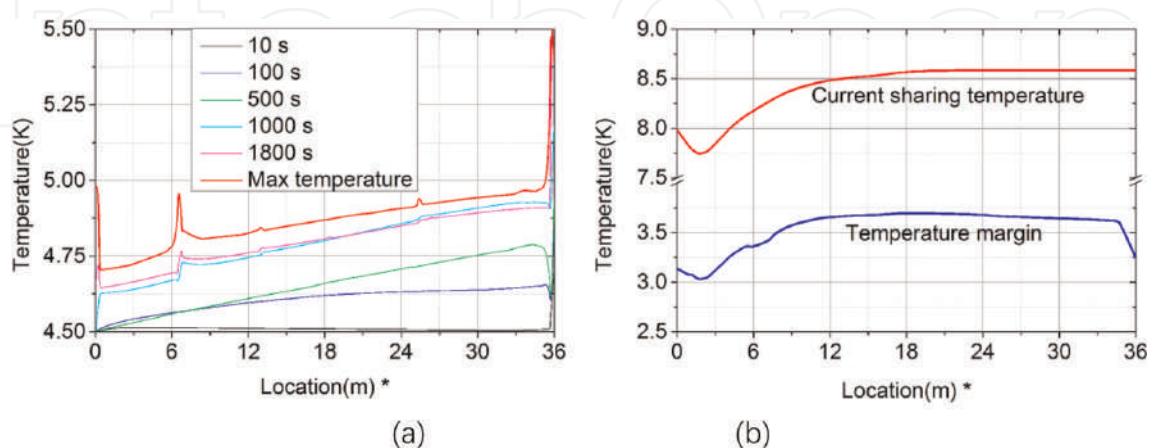 5.50
5.25
5.00
4.75
4.50
Temperature(K)
10 s
100 s
500 s
1000 s
1800 s
Max temperature
0 6 12 18 24 30 36
Location(m) *
(a)
9.0
8.5
8.0
7.5
3.5
3.0
2.5
Temperature(K)
Current sharing temperature
Temperature margin
0 6 12 18 24 30 36
Location(m) *
(b)